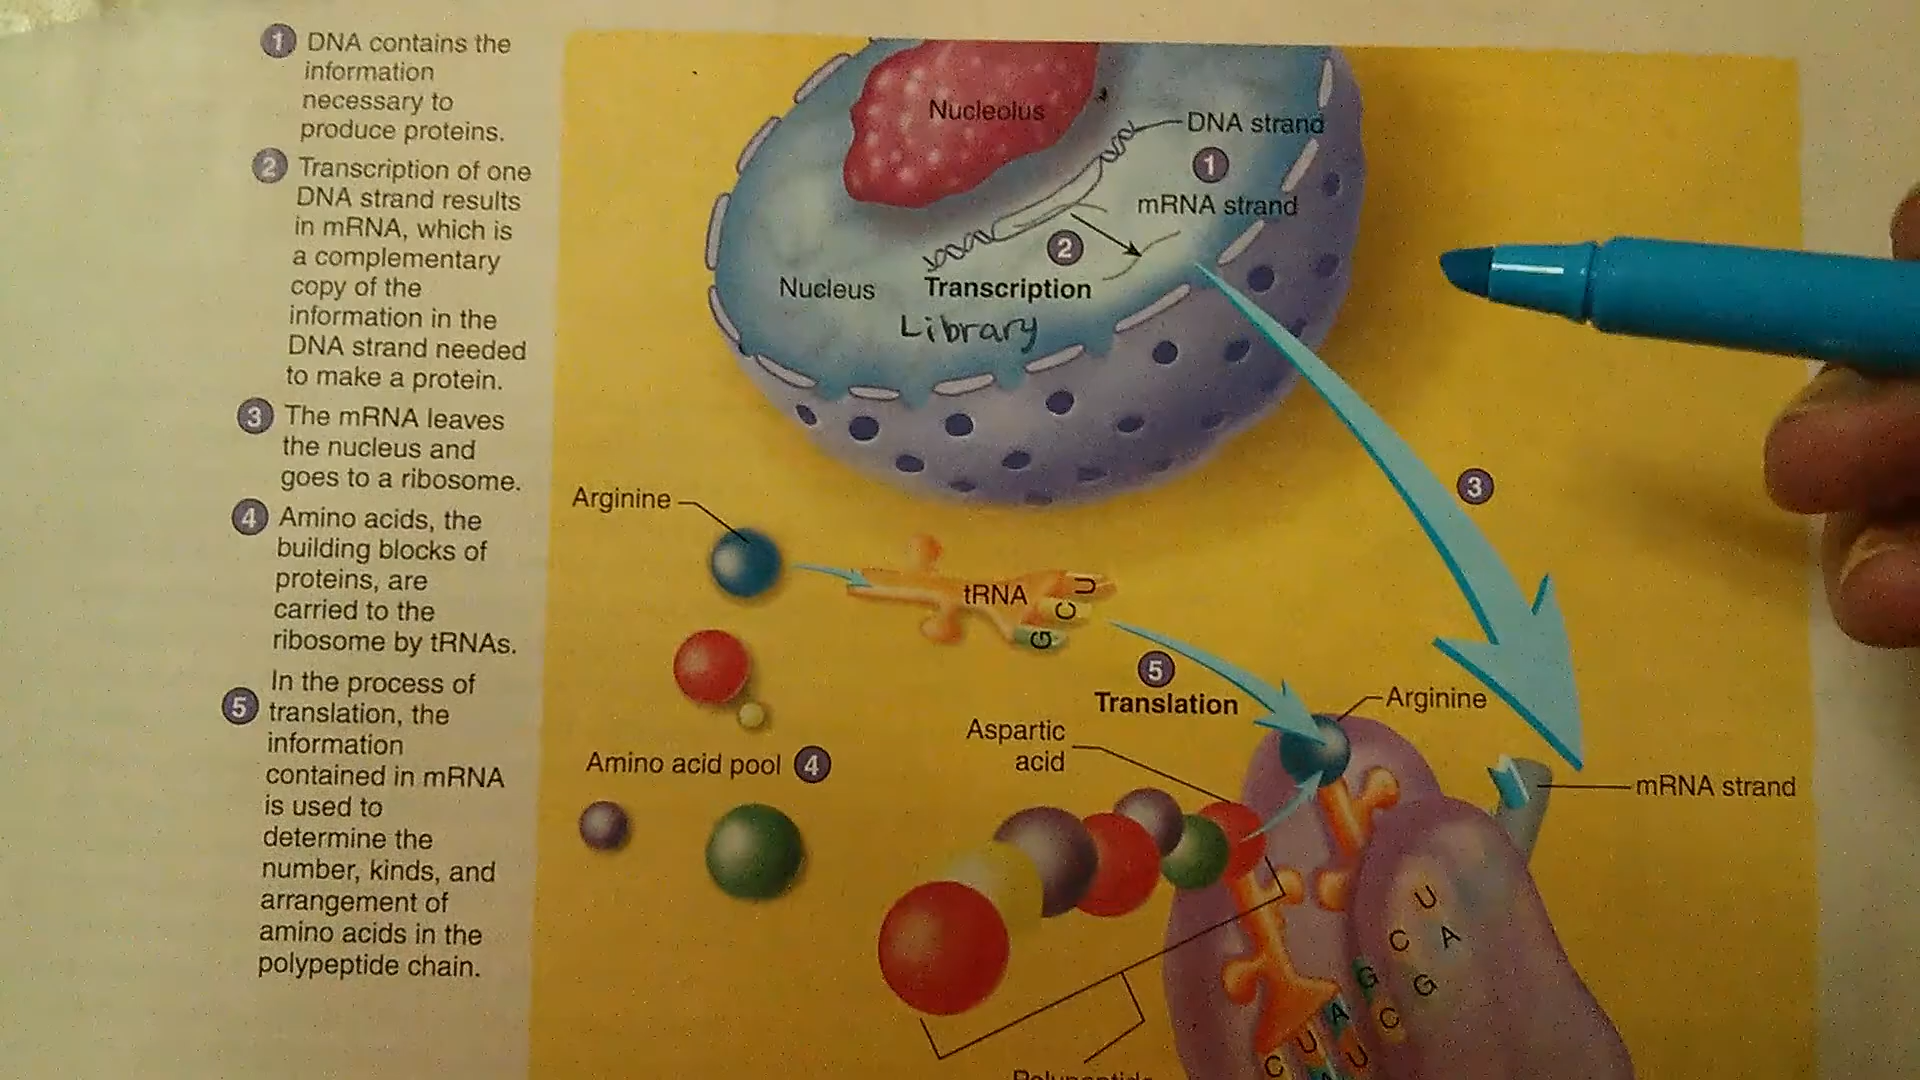 1 DNA contains the
information
necessary to
produce proteins.
2 Transcription of one
DNA strand results
in mRNA, which is
a complementary
copy of the
information in the
DNA strand needed
to make a protein.
3 The mRNA leaves
the nucleus and
goes to a ribosome.
4 Amino acids, the
building blocks of
proteins, are
carried to the
ribosome by tRNAs.
5 In the process of
translation, the
information
contained in mRNA
is used to
determine the
number, kinds, and
arrangement of
amino acids in the
polypeptide chain.
Nucleolus
DNA strand
1
mRNA strand
2
Nucleus
Transcription
Library
3
Arginine
tRNA
G C U
5
Translation
Arginine
Aspartic
acid
Amino acid pool 4
mRNA strand
U
C A
G G
A C
U U
C